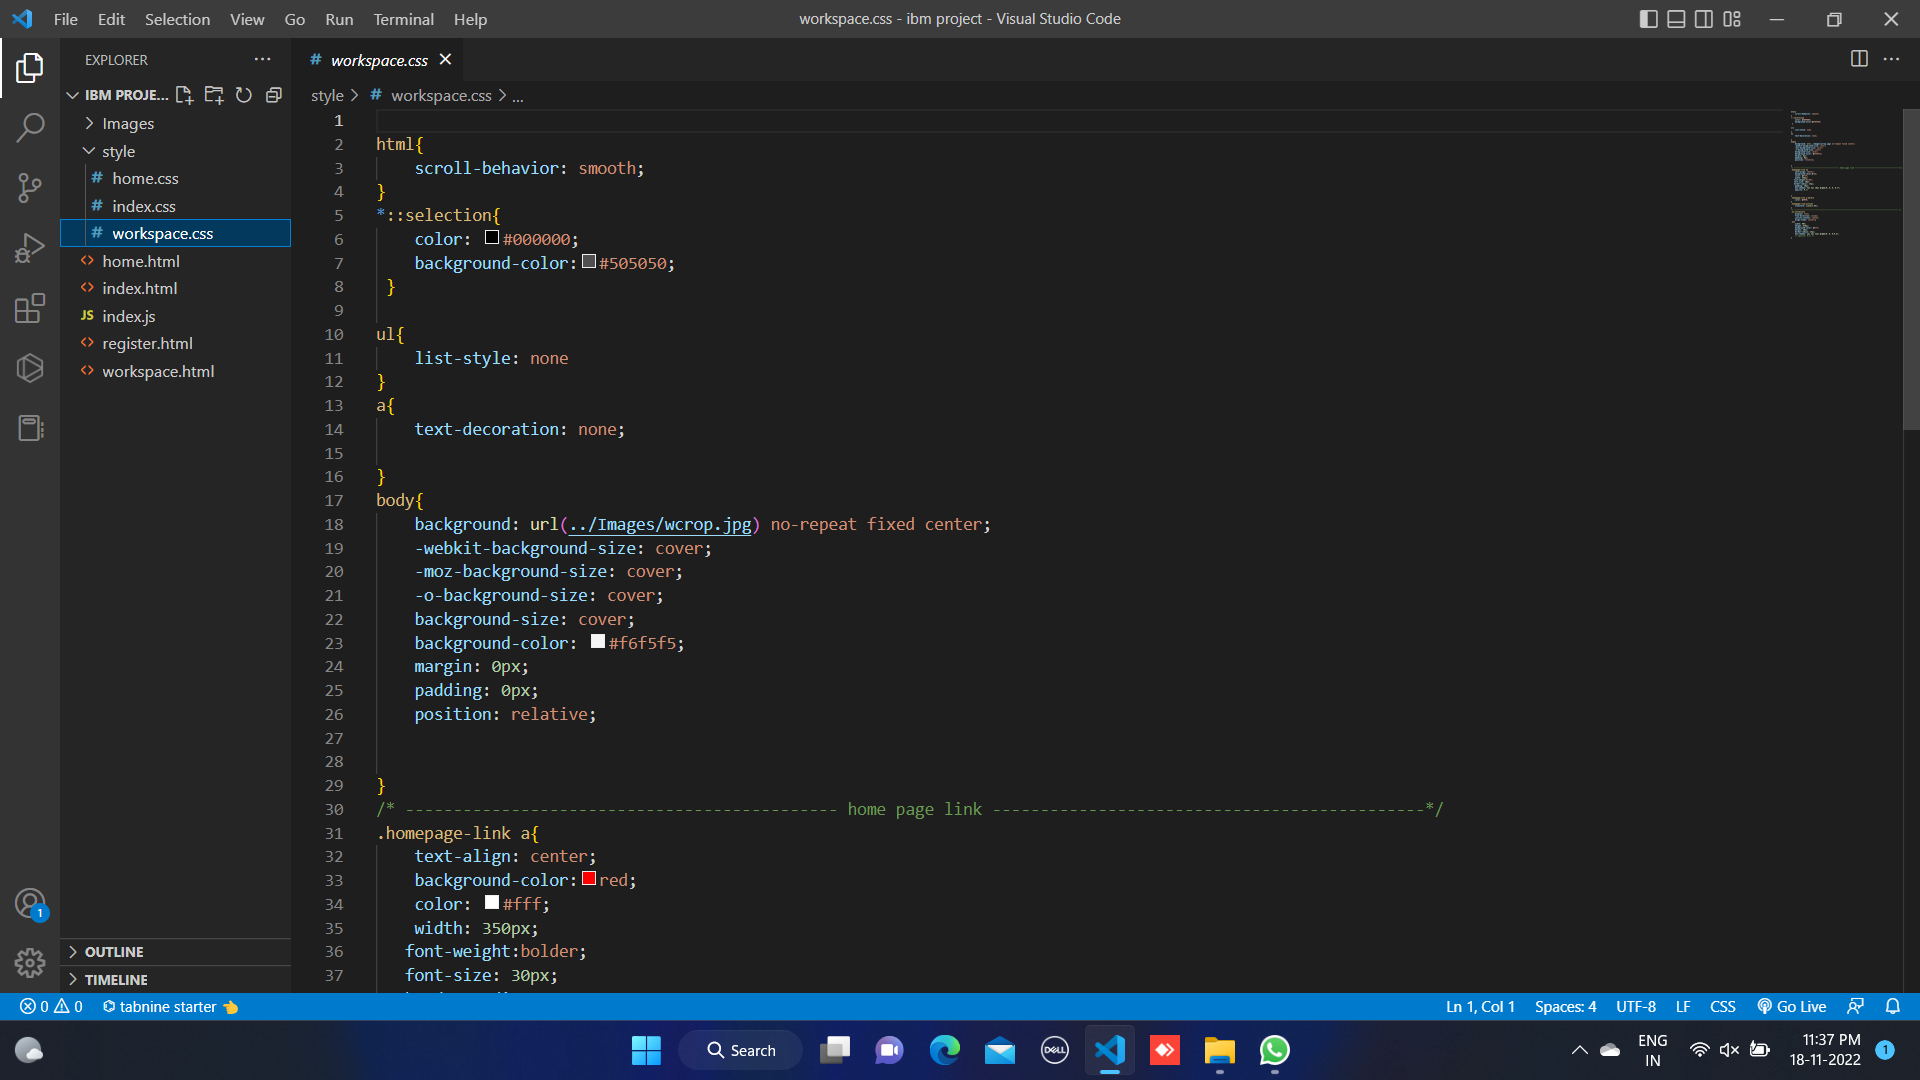 File Edit Selection View Go Run Terminal Help
workspace.css - ibm project - Visual Studio Code
EXPLORER
IBM PROJE...
Images
style
# home.css
# index.css
# workspace.css
<> home.html
<> index.html
JS index.js
<> register.html
<> workspace.html
OUTLINE
TIMELINE
# workspace.css
style > # workspace.css > ...
1
2 html{
3 scroll-behavior: smooth;
4 }
5 *::selection{
6 color: #000000;
7 background-color: #505050;
8 }
9
10 ul{
11 list-style: none
12 }
13 a{
14 text-decoration: none;
15
16 }
17 body{
18 background: url(../Images/wcrop.jpg) no-repeat fixed center;
19 -webkit-background-size: cover;
20 -moz-background-size: cover;
21 -o-background-size: cover;
22 background-size: cover;
23 background-color: #f6f5f5;
24 margin: 0px;
25 padding: 0px;
26 position: relative;
27
28
29 }
30 /* --------------------------------------------- home page link ---------------------------------------------*/
31 .homepage-link a{
32 text-align: center;
33 background-color: red;
34 color: #fff;
35 width: 350px;
36 font-weight:bolder;
37 font-size: 30px;
1
0 0 tabnine starter 👈 Ln 1, Col 1 Spaces: 4 UTF-8 LF CSS Go Live
Search
DELL
ENG
IN
11:37 PM
18-11-2022
1